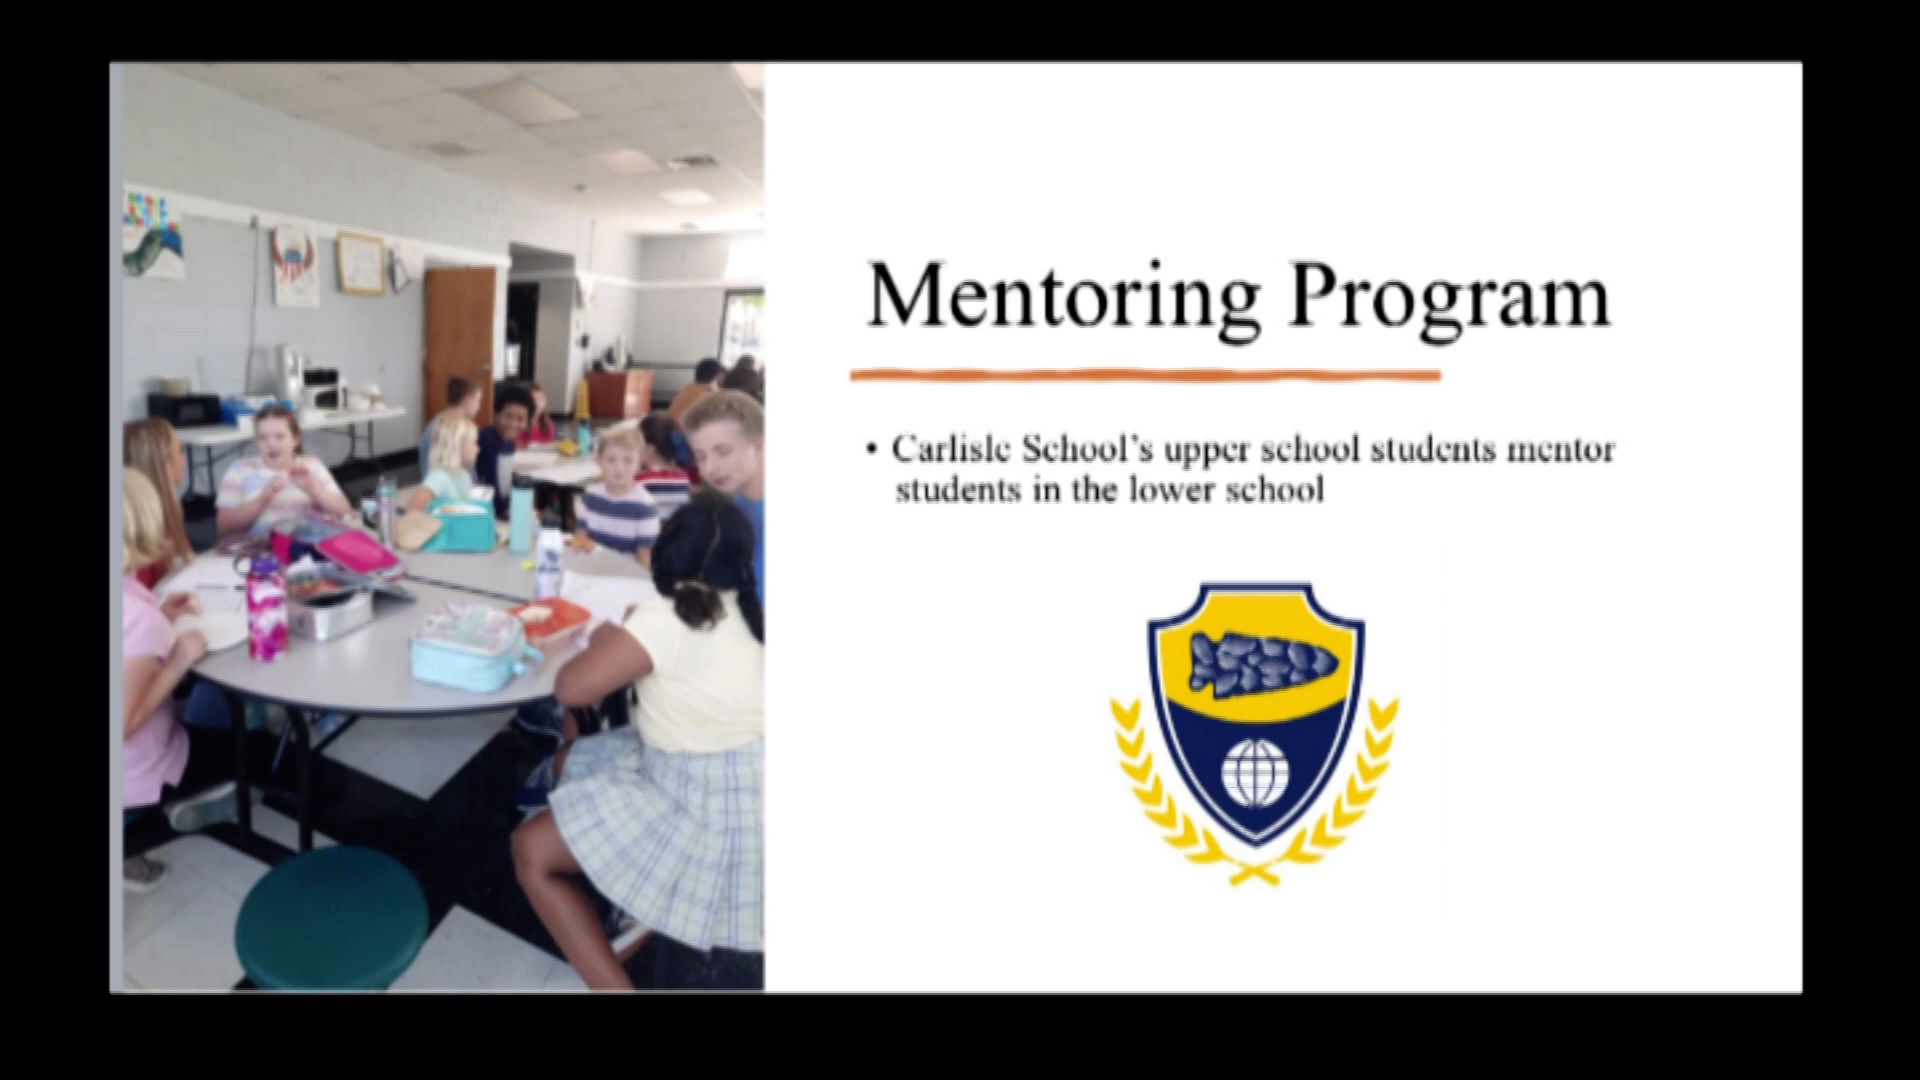 Mentoring Program
• Carlisle School's upper school students mentor
students in the lower school